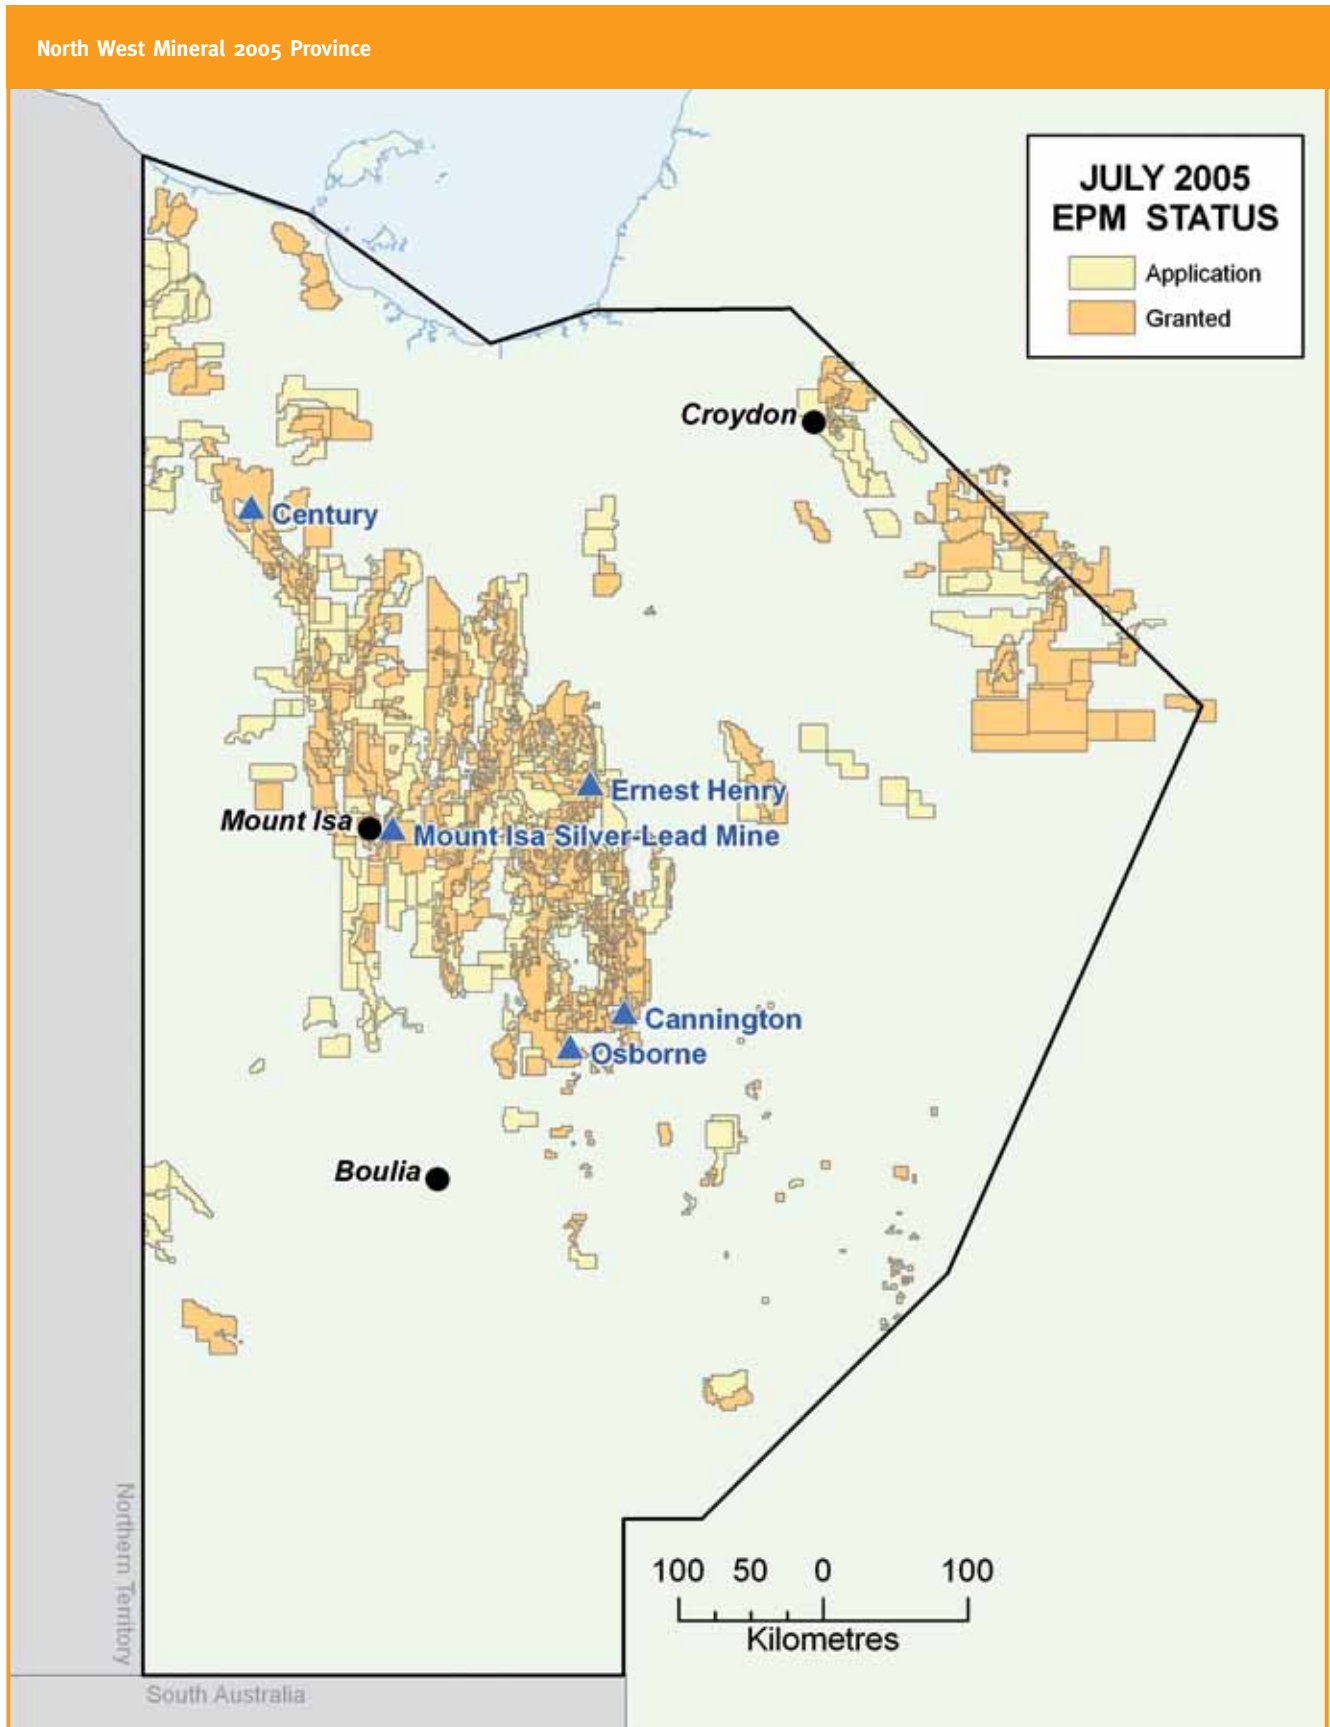 North West Mineral 2005 Province
JULY 2005
EPM STATUS
Application
Granted
Croydon
Century
Ernest Henry
Mount Isa
Mount Isa Silver-Lead Mine
Cannington
Osborne
Boulia
Northern Territory
100 50 0 100
Kilometres
South Australia